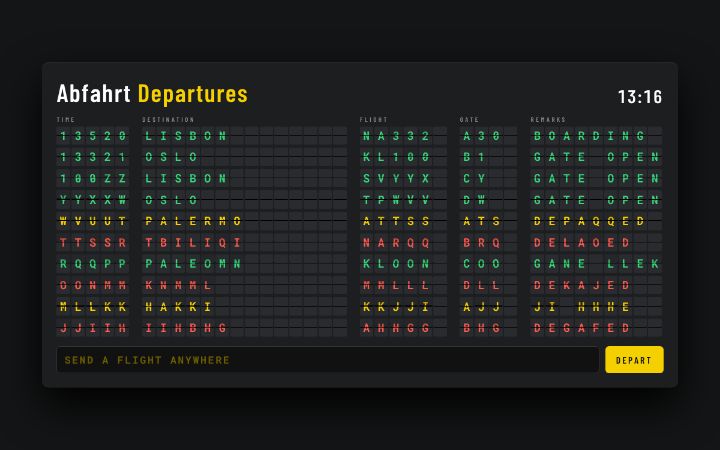 Abfahrt Departures
13:16
TIME DESTINATION FLIGHT GATE REMARKS
13520 LISBON NA332 A30 BOARDING
13321 OSLO KL100 B1 GATE OPEN
100ZZ LISBON SVYYX CY GATE OPEN
YYXXW OSLO TPWVV DW GATE OPEN
WVUUT PALERMO ATTSS ATS DEPAQQED
TTSSR TBILIQI NARQQ BRQ DELAOED
RQQPP PALEOMN KLOON COO GANE LLEK
OONMM KNMML MMLLL DLL DEKAJED
MLLKK HAKKI KKJJI AJJ JI HHHE
JJIIH IIHBHG AHHGG BHG DEGAFED
SEND A FLIGHT ANYWHERE
DEPART